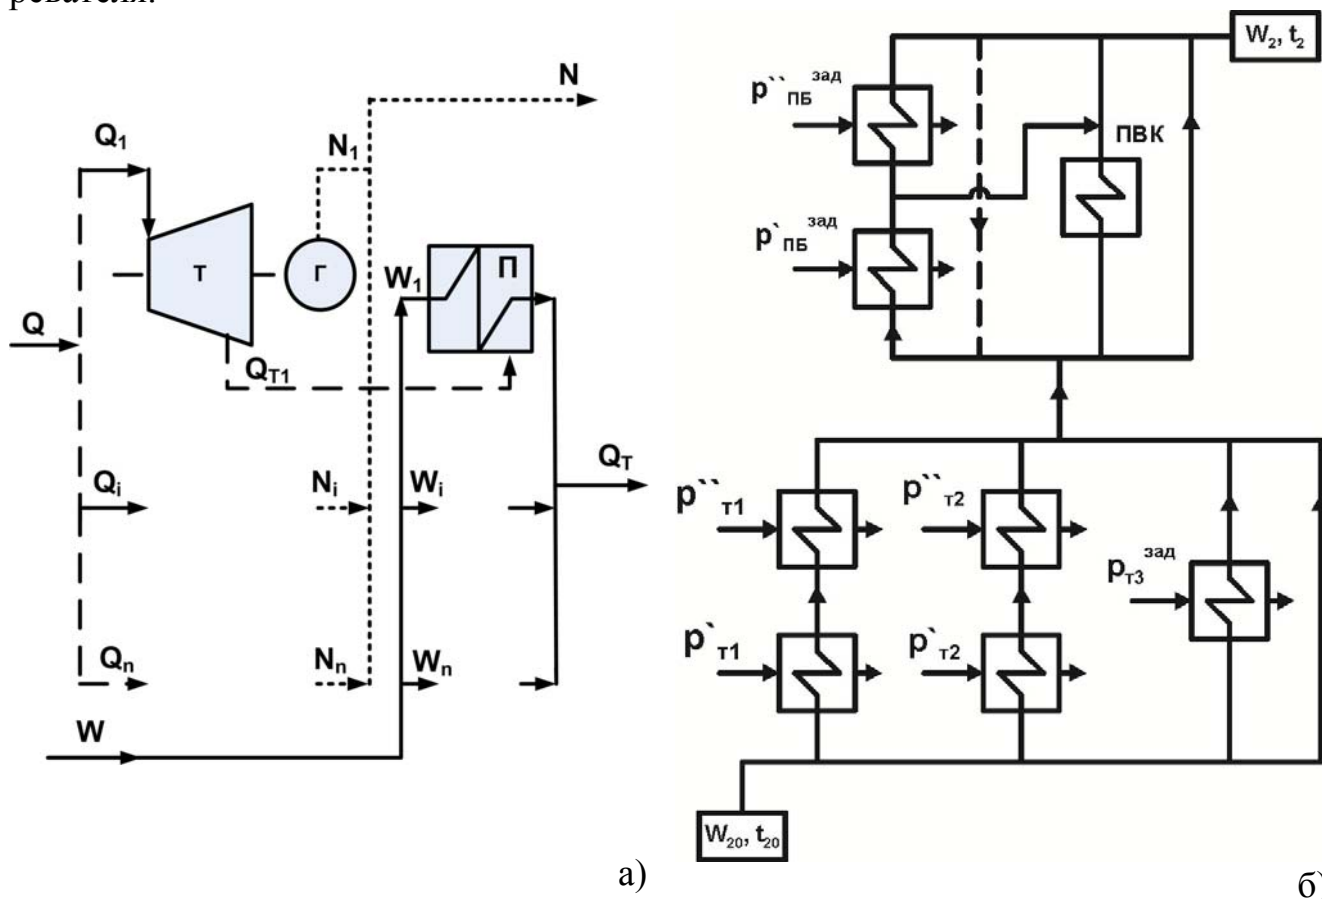 ревателя.
N
Q₁
N₁
Т
Г
W₁
П
Q
Qт₁
Qᵢ
Nᵢ
Wᵢ
Qт
Qₙ
Nₙ
Wₙ
W
а)
W₂, t₂
p``ПБ зад
ПВК
p`ПБ зад
p``т1
p``т2
pт3 зад
p`т1
p`т2
W₂₀, t₂₀
б)